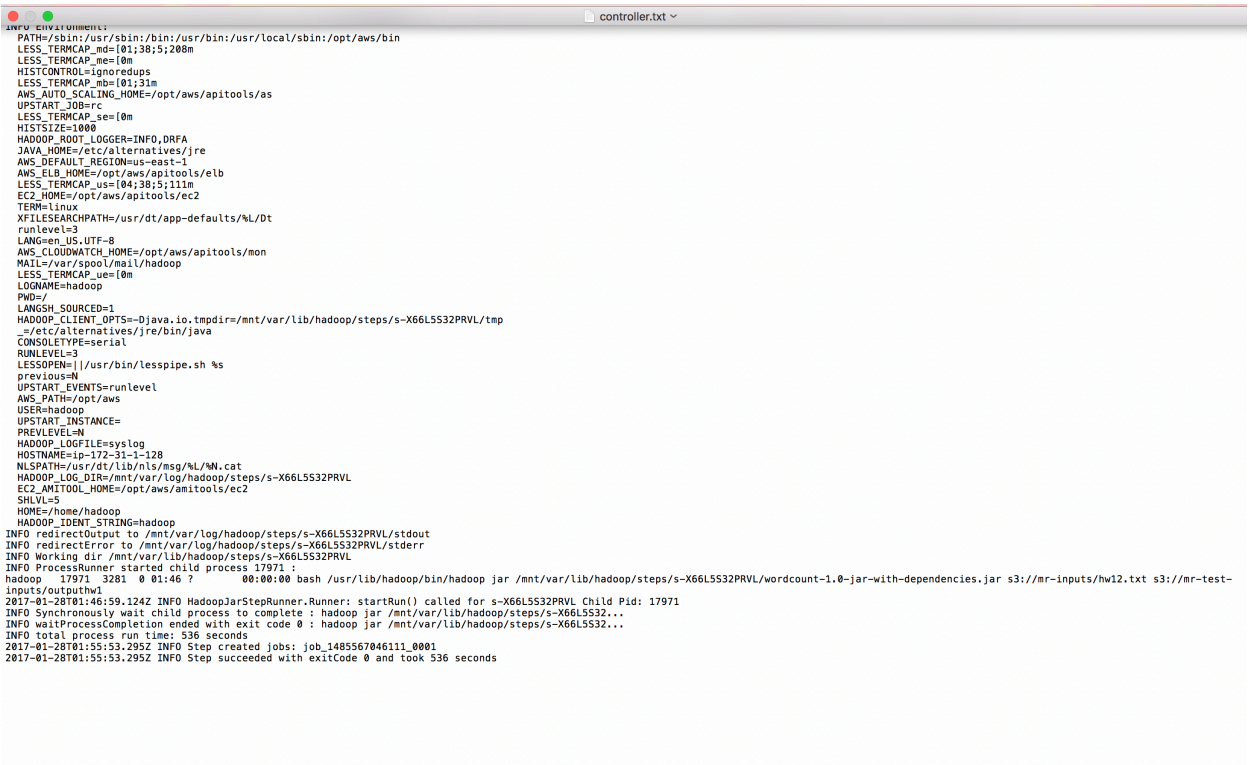 controller.txt
INFO Environment:
PATH=/sbin:/usr/sbin:/bin:/usr/bin:/usr/local/sbin:/opt/aws/bin
LESS_TERMCAP_md=[01;38;5;208m
LESS_TERMCAP_me=[0m
HISTCONTROL=ignoredups
LESS_TERMCAP_mb=[01;31m
AWS_AUTO_SCALING_HOME=/opt/aws/apitools/as
UPSTART_JOB=rc
LESS_TERMCAP_se=[0m
HISTSIZE=1000
HADOOP_ROOT_LOGGER=INFO,DRFA
JAVA_HOME=/etc/alternatives/jre
AWS_DEFAULT_REGION=us-east-1
AWS_ELB_HOME=/opt/aws/apitools/elb
LESS_TERMCAP_us=[04;38;5;111m
EC2_HOME=/opt/aws/apitools/ec2
TERM=linux
XFILESEARCHPATH=/usr/dt/app-defaults/%L/Dt
runlevel=3
LANG=en_US.UTF-8
AWS_CLOUDWATCH_HOME=/opt/aws/apitools/mon
MAIL=/var/spool/mail/hadoop
LESS_TERMCAP_ue=[0m
LOGNAME=hadoop
PWD=/
LANGSH_SOURCED=1
HADOOP_CLIENT_OPTS=-Djava.io.tmpdir=/mnt/var/lib/hadoop/steps/s-X66L5S32PRVL/tmp
_=/etc/alternatives/jre/bin/java
CONSOLETYPE=serial
RUNLEVEL=3
LESSOPEN=||/usr/bin/lesspipe.sh %s
previous=N
UPSTART_EVENTS=runlevel
AWS_PATH=/opt/aws
USER=hadoop
UPSTART_INSTANCE=
PREVLEVEL=N
HADOOP_LOGFILE=syslog
HOSTNAME=ip-172-31-1-128
NLSPATH=/usr/dt/lib/nls/msg/%L/%N.cat
HADOOP_LOG_DIR=/mnt/var/log/hadoop/steps/s-X66L5S32PRVL
EC2_AMITOOL_HOME=/opt/aws/amitools/ec2
SHLVL=5
HOME=/home/hadoop
HADOOP_IDENT_STRING=hadoop
INFO redirectOutput to /mnt/var/log/hadoop/steps/s-X66L5S32PRVL/stdout
INFO redirectError to /mnt/var/log/hadoop/steps/s-X66L5S32PRVL/stderr
INFO Working dir /mnt/var/lib/hadoop/steps/s-X66L5S32PRVL
INFO ProcessRunner started child process 17971 :
hadoop   17971  3281  0 01:46 ?        00:00:00 bash /usr/lib/hadoop/bin/hadoop jar /mnt/var/lib/hadoop/steps/s-X66L5S32PRVL/wordcount-1.0-jar-with-dependencies.jar s3://mr-inputs/hw12.txt s3://mr-test-
inputs/outputhw1
2017-01-28T01:46:59.124Z INFO HadoopJarStepRunner.Runner: startRun() called for s-X66L5S32PRVL Child Pid: 17971
INFO Synchronously wait child process to complete : hadoop jar /mnt/var/lib/hadoop/steps/s-X66L5S32...
INFO waitProcessCompletion ended with exit code 0 : hadoop jar /mnt/var/lib/hadoop/steps/s-X66L5S32...
INFO total process run time: 536 seconds
2017-01-28T01:55:53.295Z INFO Step created jobs: job_1485567046111_0001
2017-01-28T01:55:53.295Z INFO Step succeeded with exitCode 0 and took 536 seconds